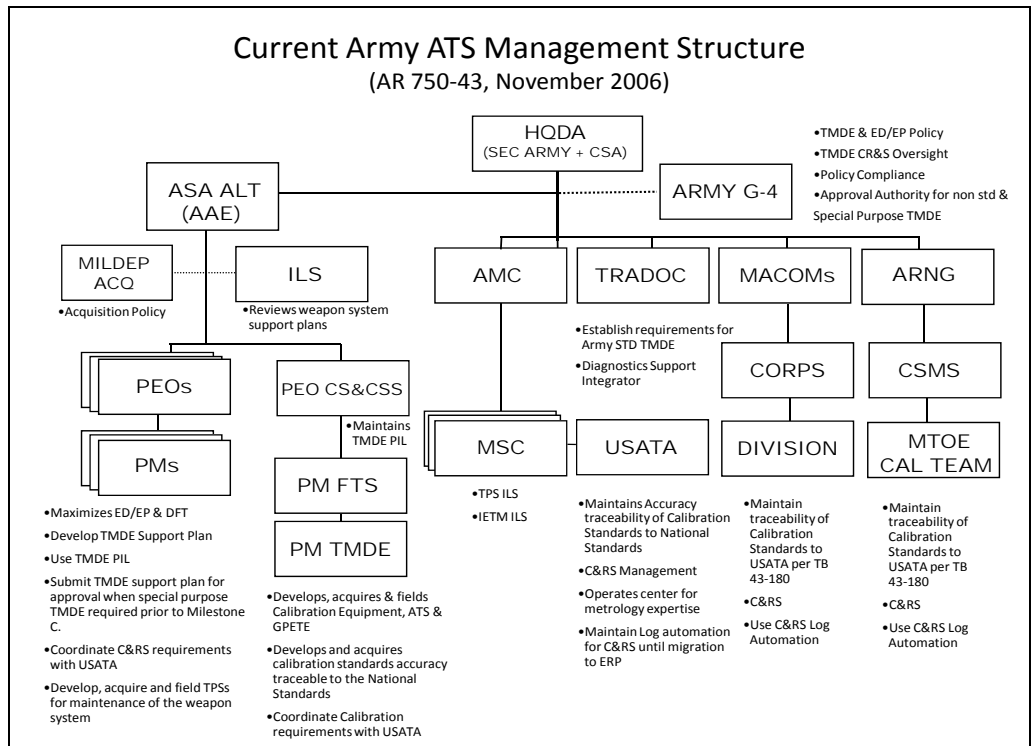 Current Army ATS Management Structure
(AR 750-43, November 2006)
HQDA
(SEC ARMY + CSA)
•TMDE & ED/EP Policy
•TMDE CR&S Oversight
•Policy Compliance
•Approval Authority for non std &
Special Purpose TMDE
ASA ALT
(AAE)
ARMY G-4
MILDEP
ACQ
•Acquisition Policy
ILS
•Reviews weapon system
support plans
AMC
TRADOC
•Establish requirements for
Army STD TMDE
•Diagnostics Support
Integrator
MACOMs
ARNG
PEOs
PEO CS&CSS
•Maintains
TMDE PIL
CORPS
CSMS
PMs
•Maximizes ED/EP & DFT
•Develop TMDE Support Plan
•Use TMDE PIL
•Submit TMDE support plan for
approval when special purpose
TMDE required prior to Milestone
C.
•Coordinate C&RS requirements
with USATA
•Develop, acquire and field TPSs
for maintenance of the weapon
system
PM FTS
PM TMDE
•Develops, acquires & fields
Calibration Equipment, ATS &
GPETE
•Develops and acquires
calibration standards accuracy
traceable to the National
Standards
•Coordinate Calibration
requirements with USATA
MSC
•TPS ILS
•IETM ILS
USATA
•Maintains Accuracy
traceability of Calibration
Standards to National
Standards
•C&RS Management
•Operates center for
metrology expertise
•Maintain Log automation
for C&RS until migration
to ERP
DIVISION
•Maintain
traceability of
Calibration
Standards to
USATA per TB
43-180
•C&RS
•Use C&RS Log
Automation
MTOE
CAL TEAM
•Maintain
traceability of
Calibration
Standards to
USATA per TB
43-180
•C&RS
•Use C&RS Log
Automation